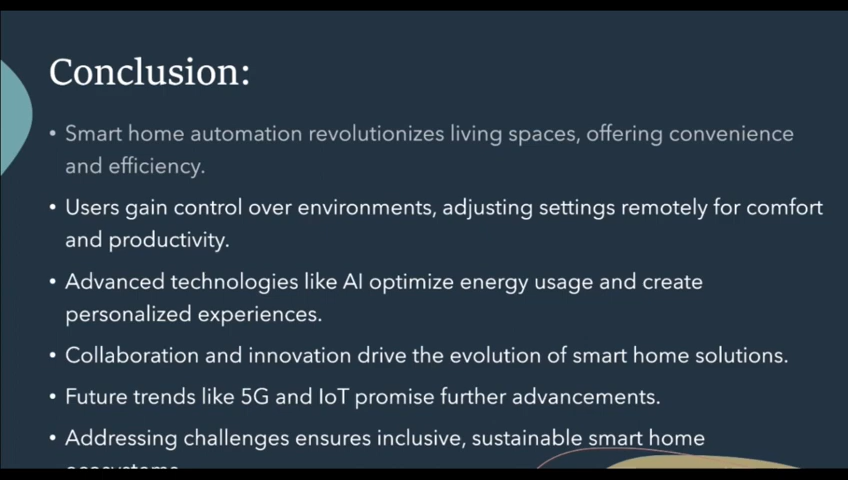 Conclusion:
• Smart home automation revolutionizes living spaces, offering convenience
and efficiency.
• Users gain control over environments, adjusting settings remotely for comfort
and productivity.
• Advanced technologies like AI optimize energy usage and create
personalized experiences.
• Collaboration and innovation drive the evolution of smart home solutions.
• Future trends like 5G and IoT promise further advancements.
• Addressing challenges ensures inclusive, sustainable smart home
ecosystems.